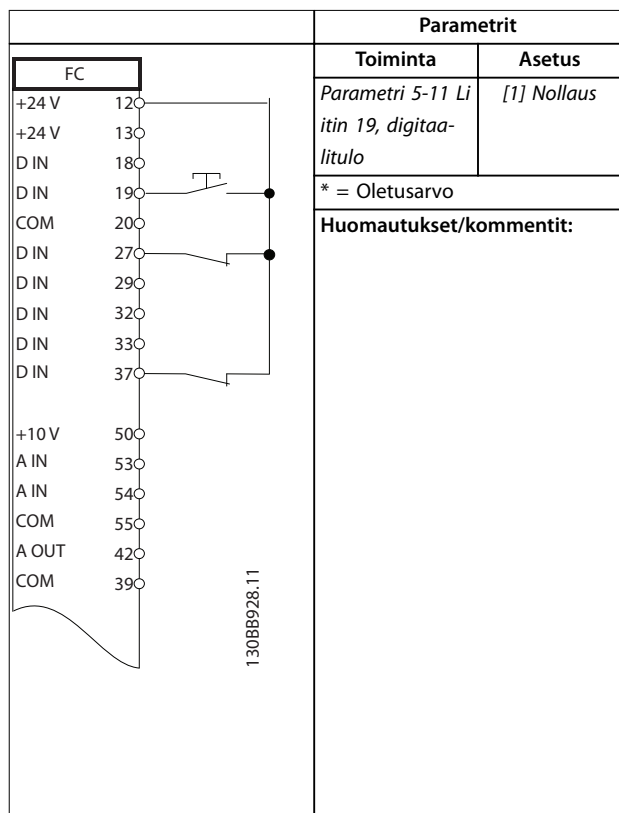 FC
+24 V 12
+24 V 13
D IN 18
D IN 19
COM 20
D IN 27
D IN 29
D IN 32
D IN 33
D IN 37
+10 V 50
A IN 53
A IN 54
COM 55
A OUT 42
COM 39
130BB928.11
Parametrit
Toiminta Asetus
Parametri 5-11 Li
itin 19, digitaa-
litulo
[1] Nollaus
* = Oletusarvo
Huomautukset/kommentit: